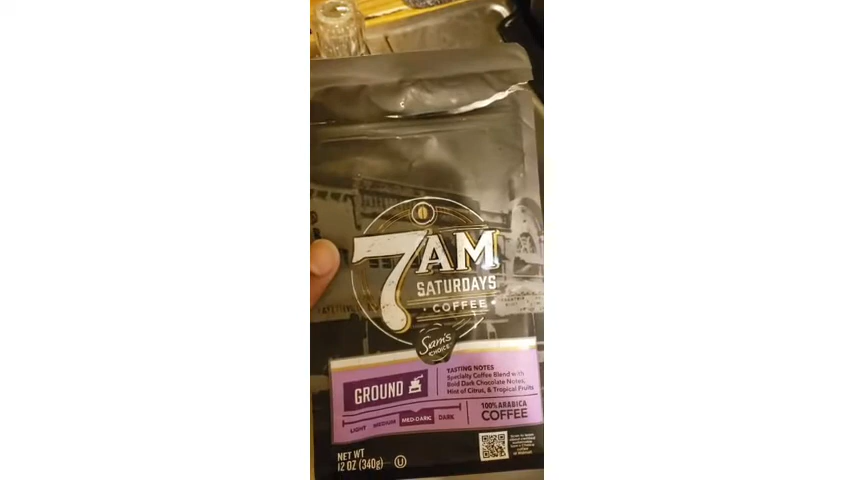 7AM
SATURDAYS
COFFEE
Sam's
CHOICE
GROUND
TASTING NOTES
Specialty Coffee Blend with
Bold Dark Chocolate Notes,
Hint of Citrus, & Tropical Fruits
LIGHT MEDIUM MED-DARK DARK
100% ARABICA
COFFEE
NET WT
12 OZ (340g)
U